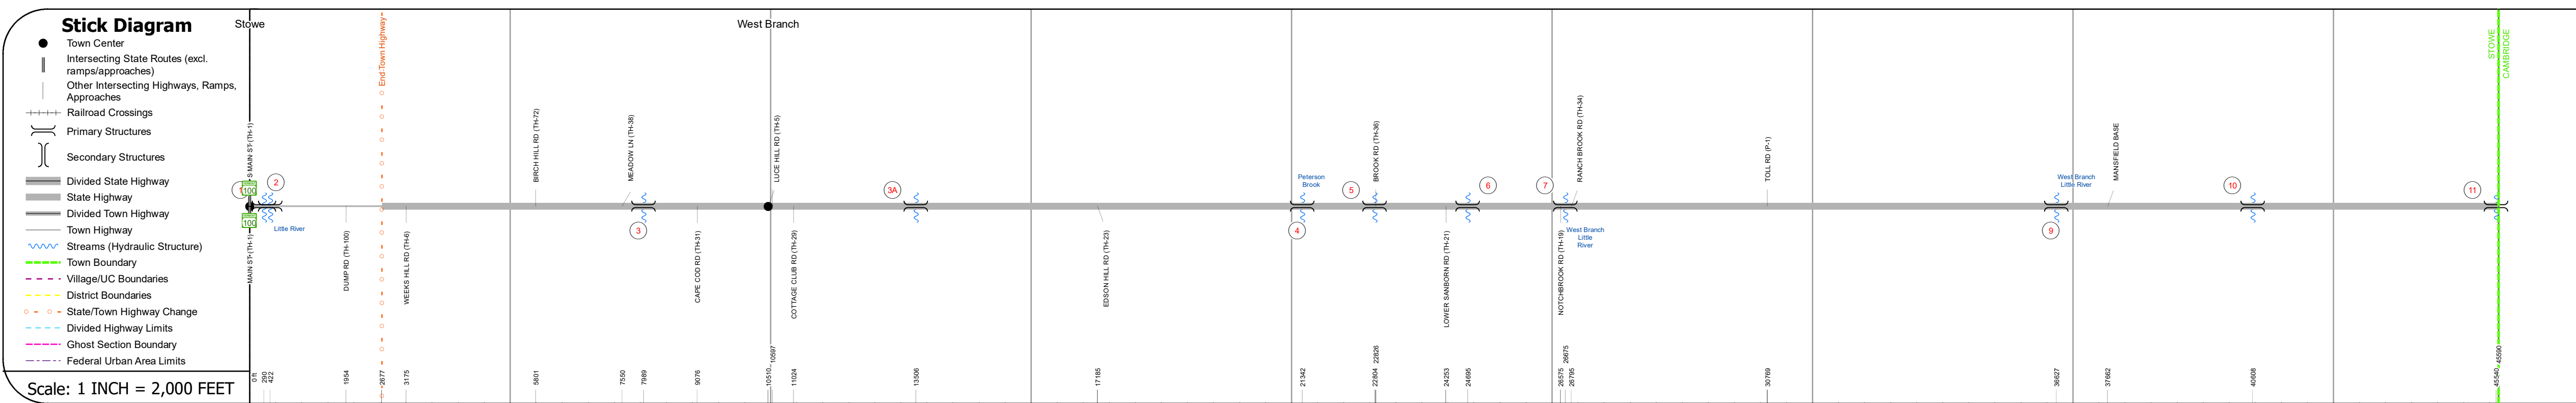 Stick Diagram
Town Center
Intersecting State Routes (excl.
ramps/approaches)
Other Intersecting Highways, Ramps,
Approaches
Railroad Crossings
Primary Structures
Secondary Structures
Divided State Highway
State Highway
Divided Town Highway
Town Highway
Streams (Hydraulic Structure)
Town Boundary
Village/UC Boundaries
District Boundaries
State/Town Highway Change
Divided Highway Limits
Ghost Section Boundary
Federal Urban Area Limits
Scale: 1 INCH = 2,000 FEET
Stowe
West Branch
End Town Highway
STOWE
CAMBRIDGE
S MAIN ST (TH-1)
BIRCH HILL RD (TH-72)
MEADOW LN (TH-38)
LUCE HILL RD (TH-5)
BROOK RD (TH-36)
RANCH BROOK RD (TH-34)
TOLL RD (P-1)
MANSFIELD BASE
1
100
2
3A
Peterson
Brook
5
6
7
West Branch
Little River
10
11
100
Little River
3
4
West Branch
Little
River
9
MAIN ST (TH-1)
DUMP RD (TH-100)
WEEKS HILL RD (TH-6)
CAPE COD RD (TH-31)
COTTAGE CLUB RD (TH-29)
EDSON HILL RD (TH-23)
LOWER SANBORN RD (TH-21)
NOTCHBROOK RD (TH-19)
0 ft
290
422
1954
2677
3175
5801
7550
7989
9076
10510
10597
11024
13506
17185
21342
22804
22826
24253
24695
26575
26675
26795
30769
36627
37662
40608
45540
45590